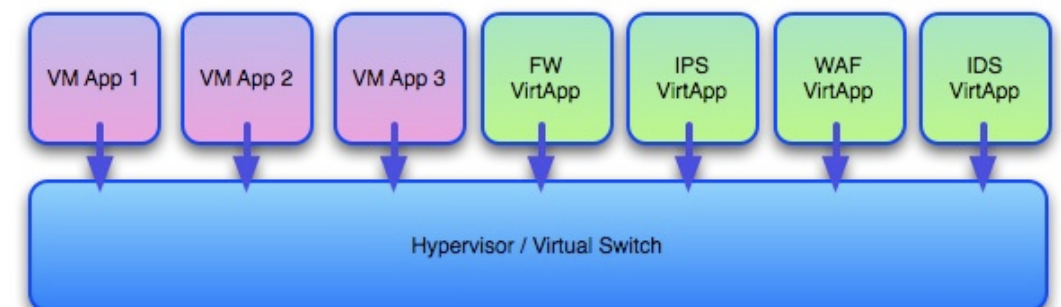 VM App 1
VM App 2
VM App 3
FW
VirtApp
IPS
VirtApp
WAF
VirtApp
IDS
VirtApp
Hypervisor / Virtual Switch